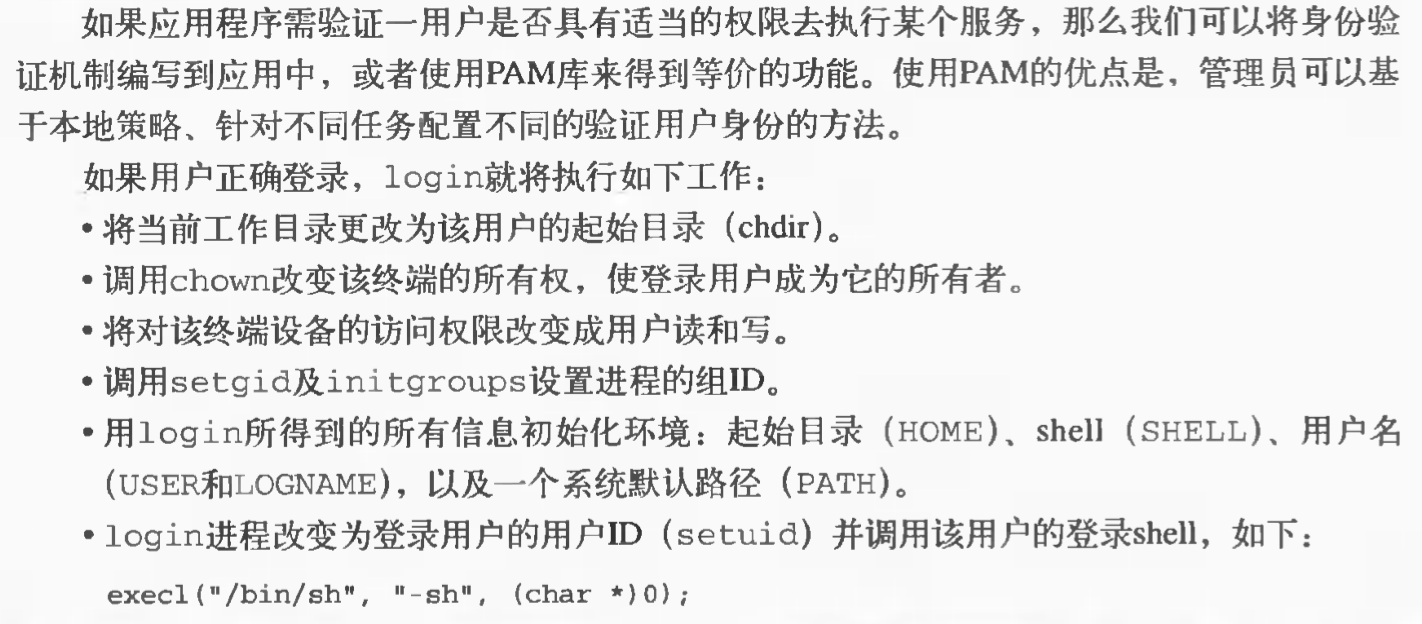 如果应用程序需验证一用户是否具有适当的权限去执行某个服务，那么我们可以将身份验
证机制编写到应用中，或者使用PAM库来得到等价的功能。使用PAM的优点是，管理员可以基
于本地策略、针对不同任务配置不同的验证用户身份的方法。
如果用户正确登录，login就将执行如下工作：
•将当前工作目录更改为该用户的起始目录（chdir）。
•调用chown改变该终端的所有权，使登录用户成为它的所有者。
•将对该终端设备的访问权限改变成用户读和写。
•调用setgid及initgroups设置进程的组ID。
•用login所得到的所有信息初始化环境：起始目录（HOME）、shell（SHELL）、用户名
（USER和LOGNAME），以及一个系统默认路径（PATH）。
•login进程改变为登录用户的用户ID（setuid）并调用该用户的登录shell，如下：
execl("/bin/sh", "-sh", (char *)0);